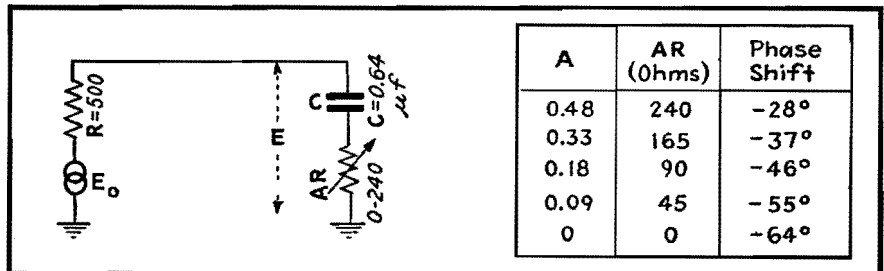 R=500
E₀
E
C
C=0.64
μf
AR
0-240
A AR (Ohms) Phase Shift
0.48 240 -28°
0.33 165 -37°
0.18 90 -46°
0.09 45 -55°
0 0 -64°